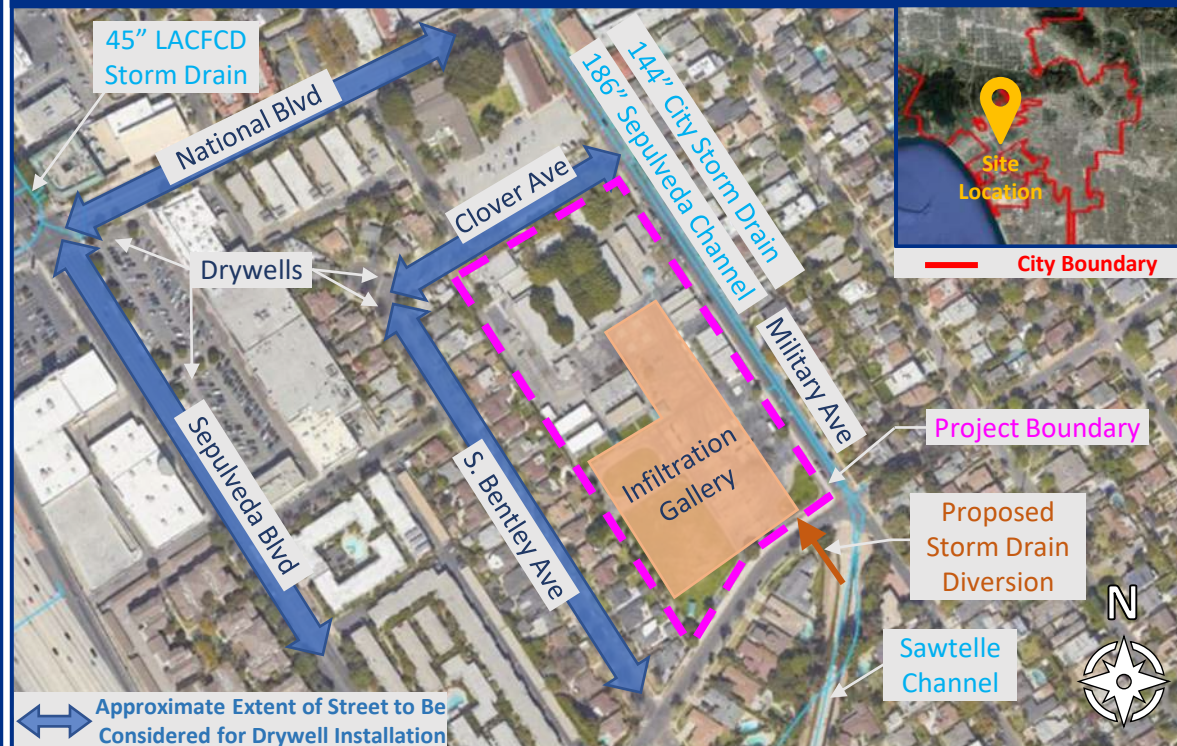 45” LACFCD
Storm Drain
National Blvd
144” City Storm Drain
186” Sepulveda Channel
Site
Location
City Boundary
Clover Ave
Drywells
Military Ave
Project Boundary
Infiltration
Gallery
Sepulveda Blvd
S. Bentley Ave
Proposed
Storm Drain
Diversion
N
Sawtelle
Channel
Approximate Extent of Street to Be
Considered for Drywell Installation